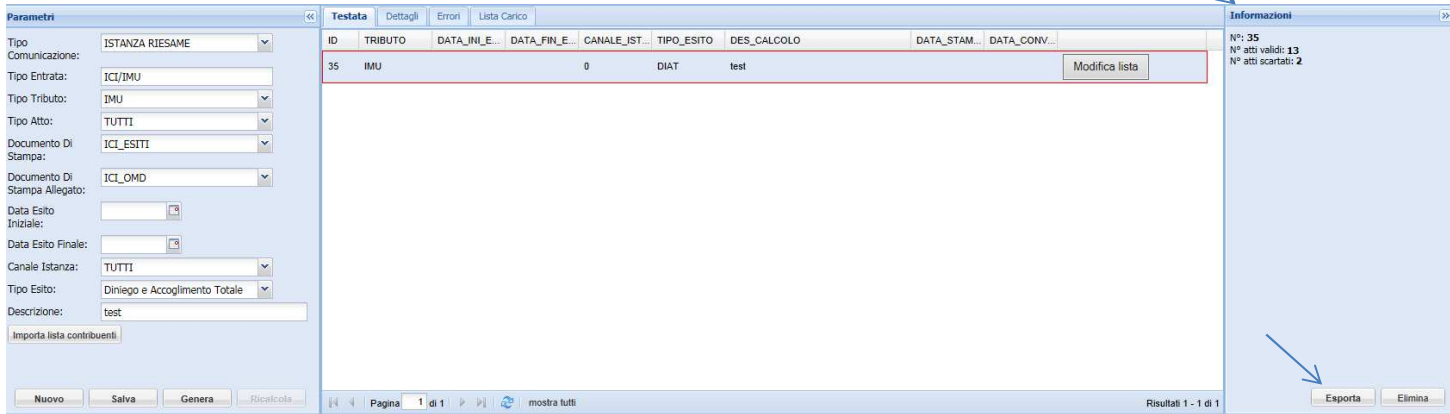 Parametri
Tipo
Comunicazione:
ISTANZA RIESAME
Tipo Entrata:
ICI/IMU
Tipo Tributo:
IMU
Tipo Atto:
TUTTI
Documento Di
Stampa:
ICI_ESITI
Documento Di
Stampa Allegato:
ICI_OMD
Data Esito
Iniziale:
Data Esito Finale:
Canale Istanza:
TUTTI
Tipo Esito:
Diniego e Accoglimento Totale
Descrizione:
test
Importa lista contribuenti
Nuovo Salva Genera Ricalcola
Testata Dettagli Errori Lista Carico
ID TRIBUTO DATA_INI_E... DATA_FIN_E... CANALE_IST... TIPO_ESITO DES_CALCOLO DATA_STAM... DATA_CONV...
35 IMU 0 DIAT test Modifica lista
Pagina 1 di 1 mostra tutti Risultati 1 - 1 di 1
Informazioni
N°: 35
N° atti validi: 13
N° atti scartati: 2
Esporta Elimina